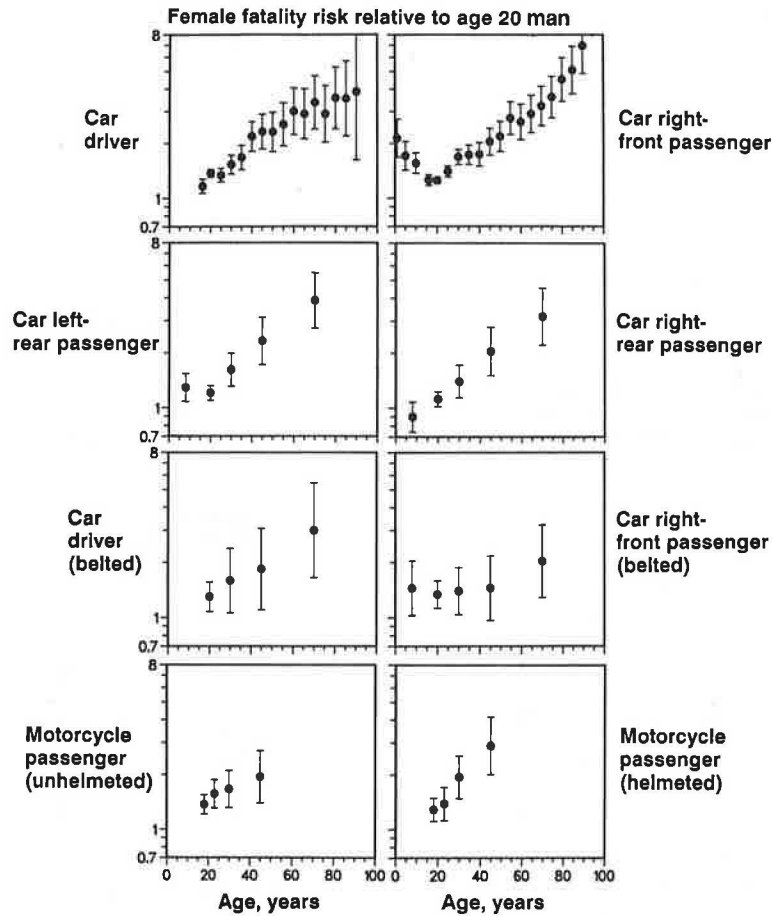 Female fatality risk relative to age 20 man
8
1
0.7
Car
driver
Car right-
front passenger
8
1
0.7
Car left-
rear passenger
Car right-
rear passenger
8
1
0.7
Car
driver
(belted)
Car right-
front passenger
(belted)
8
1
0.7
Motorcycle
passenger
(unhelmeted)
Motorcycle
passenger
(helmeted)
0 20 40 60 80 100 0 20 40 60 80 100
Age, years Age, years